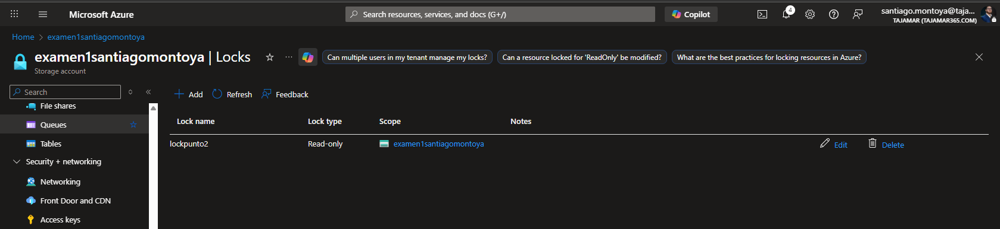 Microsoft Azure
Search resources, services, and docs (G+/)
Copilot
4
santiago.montoya@taja...
TAJAMAR (TAJAMAR365.COM)
Home > examen1santiagomontoya
examen1santiagomontoya | Locks
Can multiple users in my tenant manage my locks?
Can a resource locked for 'ReadOnly' be modified?
What are the best practices for locking resources in Azure?
Storage account
Search
Add
Refresh
Feedback
File shares
Queues
Tables
Security + networking
Networking
Front Door and CDN
Access keys
Lock name Lock type Scope Notes
lockpunto2 Read-only examen1santiagomontoya Edit Delete